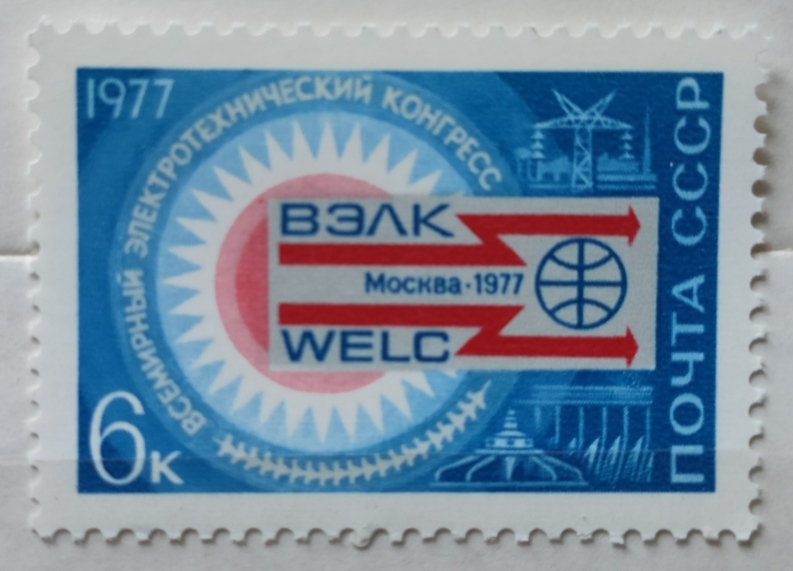 1977
ВСЕМИРНЫЙ ЭЛЕКТРОТЕХНИЧЕСКИЙ КОНГРЕСС
ВЭЛК
Москва·1977
WELC
6к
ПОЧТА СССР